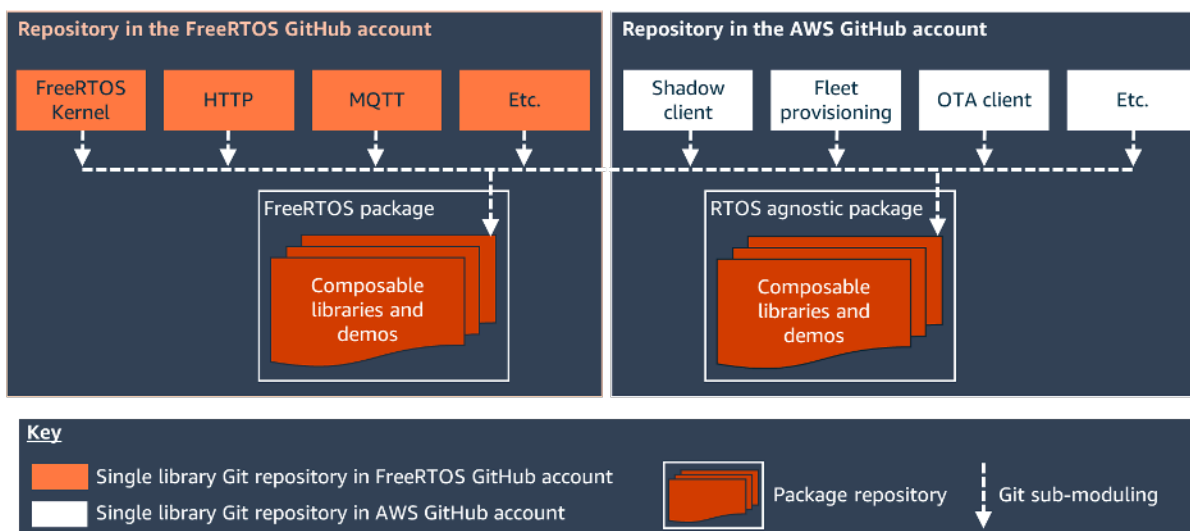 Repository in the FreeRTOS GitHub account
Repository in the AWS GitHub account
FreeRTOS
Kernel
HTTP
MQTT
Etc.
Shadow
client
Fleet
provisioning
OTA client
Etc.
FreeRTOS package
Composable
libraries and
demos
RTOS agnostic package
Composable
libraries and
demos
Key
Single library Git repository in FreeRTOS GitHub account
Single library Git repository in AWS GitHub account
Package repository
Git sub-moduling